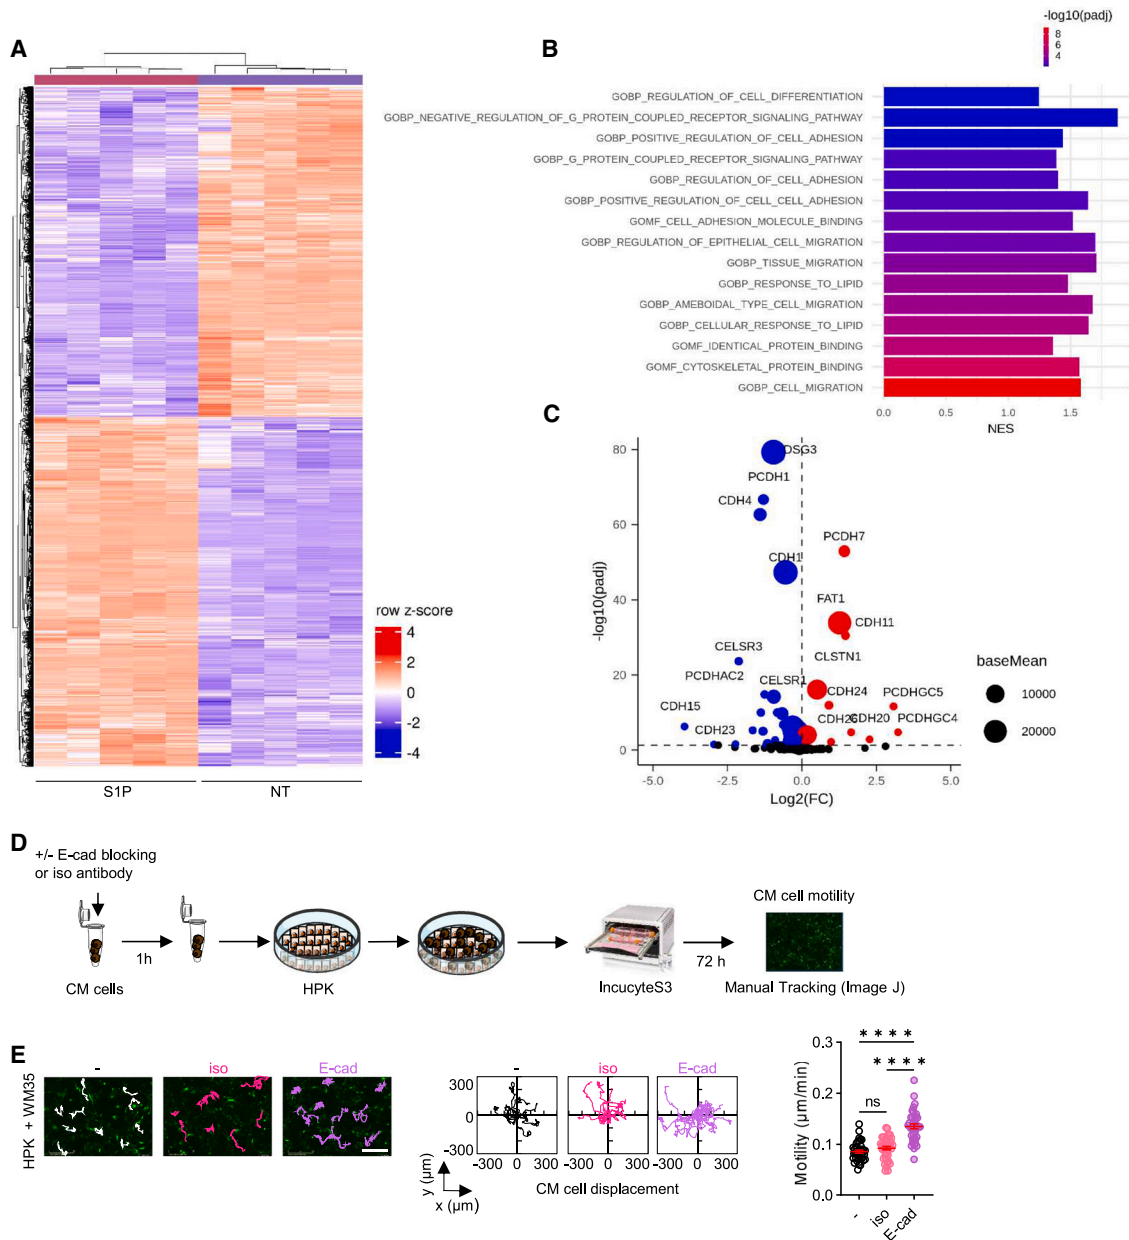 A
row z-score
4
2
0
-2
-4
S1P
NT
B
-log10(padj)
8
6
4
GOBP_REGULATION_OF_CELL_DIFFERENTIATION
GOBP_NEGATIVE_REGULATION_OF_G_PROTEIN_COUPLED_RECEPTOR_SIGNALING_PATHWAY
GOBP_POSITIVE_REGULATION_OF_CELL_ADHESION
GOBP_G_PROTEIN_COUPLED_RECEPTOR_SIGNALING_PATHWAY
GOBP_REGULATION_OF_CELL_ADHESION
GOBP_POSITIVE_REGULATION_OF_CELL_CELL_ADHESION
GOMF_CELL_ADHESION_MOLECULE_BINDING
GOBP_REGULATION_OF_EPITHELIAL_CELL_MIGRATION
GOBP_TISSUE_MIGRATION
GOBP_RESPONSE_TO_LIPID
GOBP_AMEBOIDAL_TYPE_CELL_MIGRATION
GOBP_CELLULAR_RESPONSE_TO_LIPID
GOMF_IDENTICAL_PROTEIN_BINDING
GOMF_CYTOSKELETAL_PROTEIN_BINDING
GOBP_CELL_MIGRATION
0.0 0.5 1.0 1.5
NES
C
80
60
40
20
0
-log10(padj)
DSG3
PCDH1
CDH4
PCDH7
CDH1
FAT1
CDH11
CLSTN1
CELSR3
PCDHAC2
CELSR1
CDH24
PCDHGC5
CDH15
CDH26
CDH20
PCDHGC4
CDH23
-5.0 -2.5 0.0 2.5 5.0
Log2(FC)
baseMean
10000
20000
D
+/- E-cad blocking
or iso antibody
1h
CM cells
HPK
IncucyteS3
72 h
CM cell motility
Manual Tracking (Image J)
E
HPK + WM35
- iso E-cad
- iso E-cad
300
0
-300
-300 0 300 -300 0 300 -300 0 300
y (µm)
x (µm)
CM cell displacement
Motility (µm/min)
0.3
0.2
0.1
0.0
****
****
ns
- iso E-cad